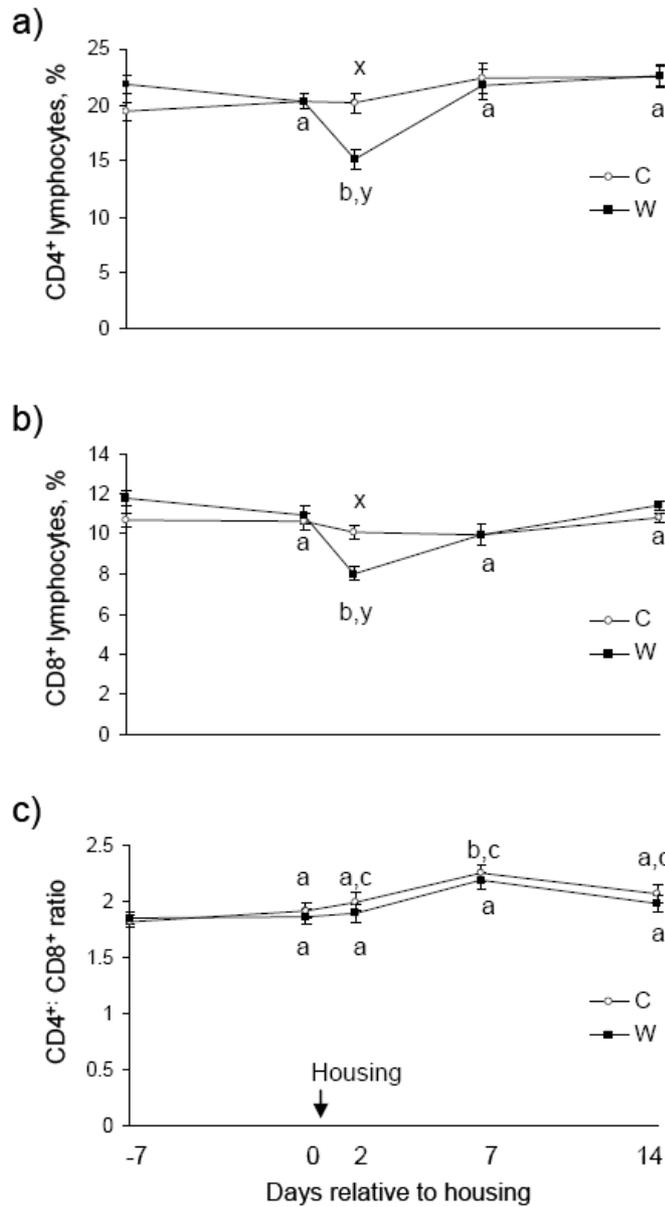 a)
CD4⁺ lymphocytes, %
25
20
15
10
5
0
x
a
a
a
b,y
C
W
b)
CD8⁺ lymphocytes, %
14
12
10
8
6
4
2
0
x
a
a
a
b,y
C
W
c)
CD4⁺: CD8⁺ ratio
2.5
2
1.5
1
0.5
0
a
a,c
b,c
a,c
a
a
a
a
C
W
Housing
-7
0
2
7
14
Days relative to housing